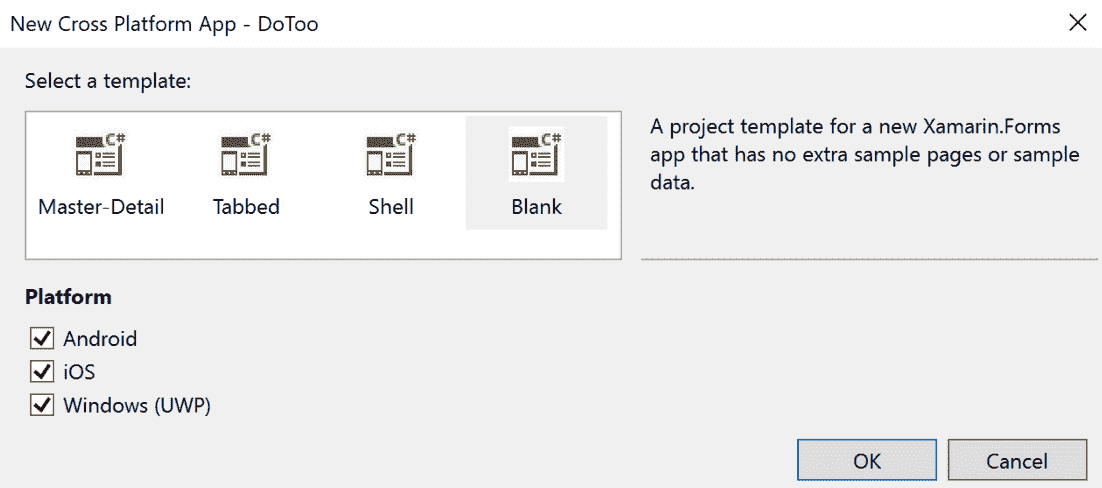 New Cross Platform App - DoToo
Select a template:
C# C# C# C#
Master-Detail Tabbed Shell Blank
A project template for a new Xamarin.Forms
app that has no extra sample pages or sample
data.
Platform
Android
iOS
Windows (UWP)
OK Cancel